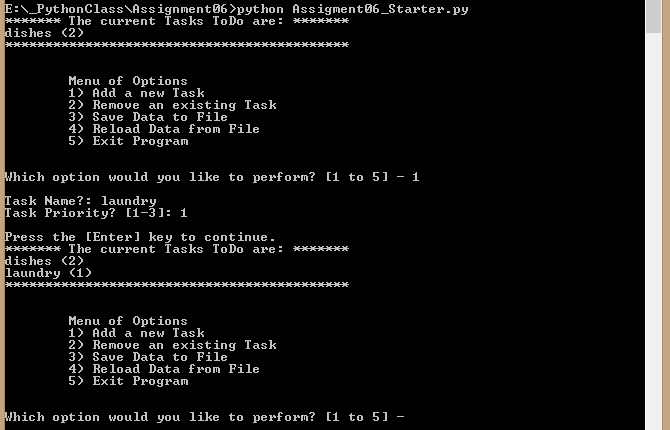 E:\_PythonClass\Assignment06>python Assigment06_Starter.py
******* The current Tasks ToDo are: *******
dishes (2)
*******************************************
Menu of Options
1) Add a new Task
2) Remove an existing Task
3) Save Data to File
4) Reload Data from File
5) Exit Program
Which option would you like to perform? [1 to 5] - 1
Task Name?: laundry
Task Priority? [1-3]: 1
Press the [Enter] key to continue.
******* The current Tasks ToDo are: *******
dishes (2)
laundry (1)
*******************************************
Menu of Options
1) Add a new Task
2) Remove an existing Task
3) Save Data to File
4) Reload Data from File
5) Exit Program
Which option would you like to perform? [1 to 5] -